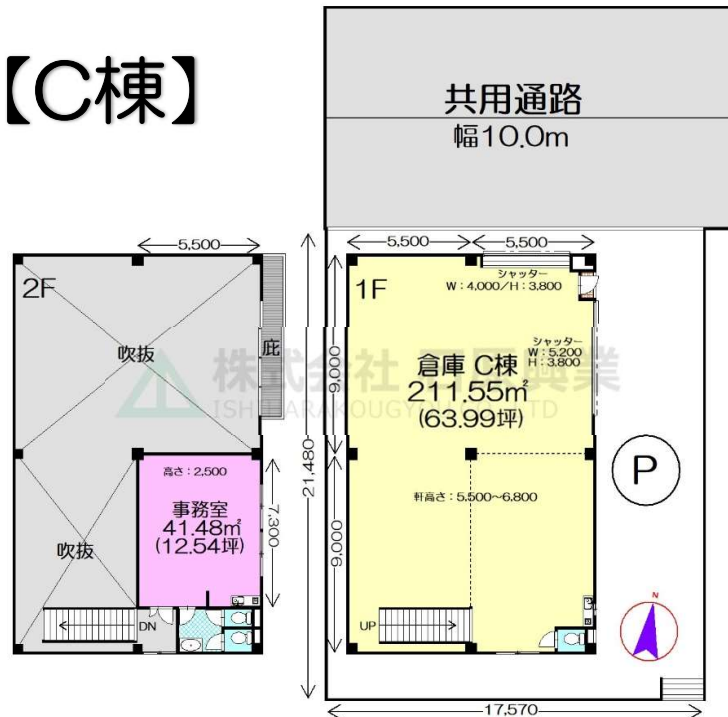 【C棟】
共用通路
幅10.0m
5,500
2F
吹抜
庇
高さ：2,500
事務室
41.48㎡
(12.54坪)
7,300
吹抜
DN
21,480
5,500
5,500
1F
シャッター
W：4,000／H：3,800
シャッター
W：5,200
H：3,800
9,000
倉庫 C棟
211.55㎡
(63.99坪)
9,000
軒高さ：5,500～6,800
UP
P
N
17,570
株式会社
ISHIHARAKOUGYO
LTD